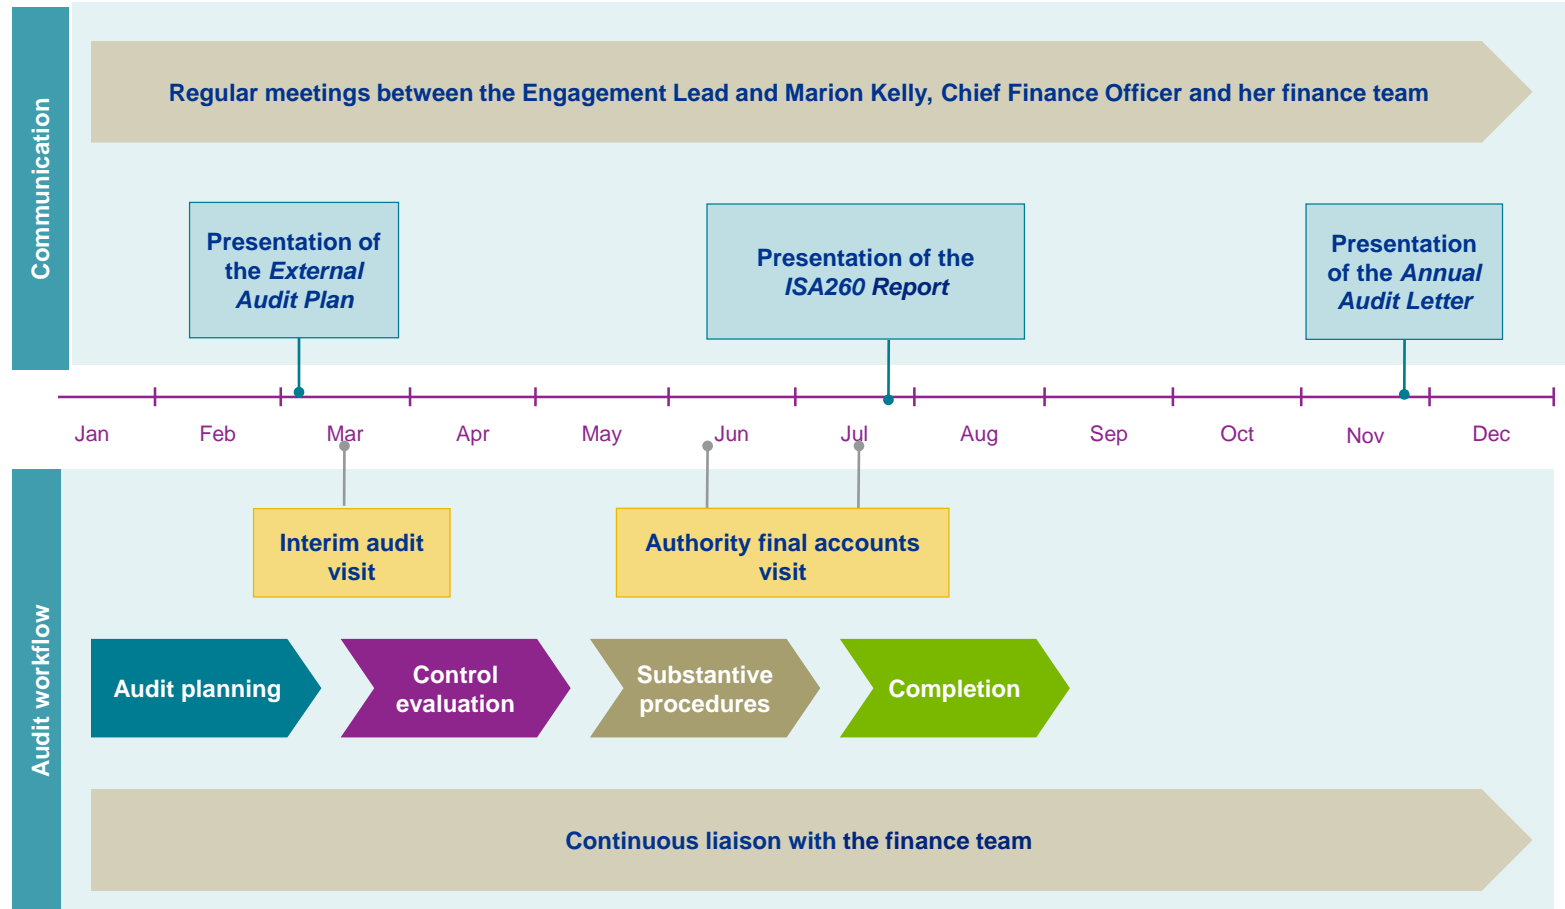 Communication
Regular meetings between the Engagement Lead and Marion Kelly, Chief Finance Officer and her finance team
Presentation of
the External
Audit Plan
Presentation of the
ISA260 Report
Presentation
of the Annual
Audit Letter
Jan Feb Mar Apr May Jun Jul Aug Sep Oct Nov Dec
Audit workflow
Interim audit
visit
Authority final accounts
visit
Audit planning
Control
evaluation
Substantive
procedures
Completion
Continuous liaison with the finance team